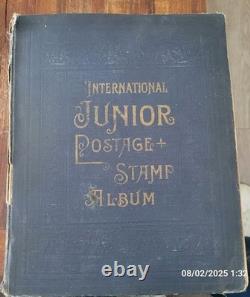 INTERNATIONAL
JUNIOR
POSTAGE +
STAMP
ALBUM
08/02/2025 1:32